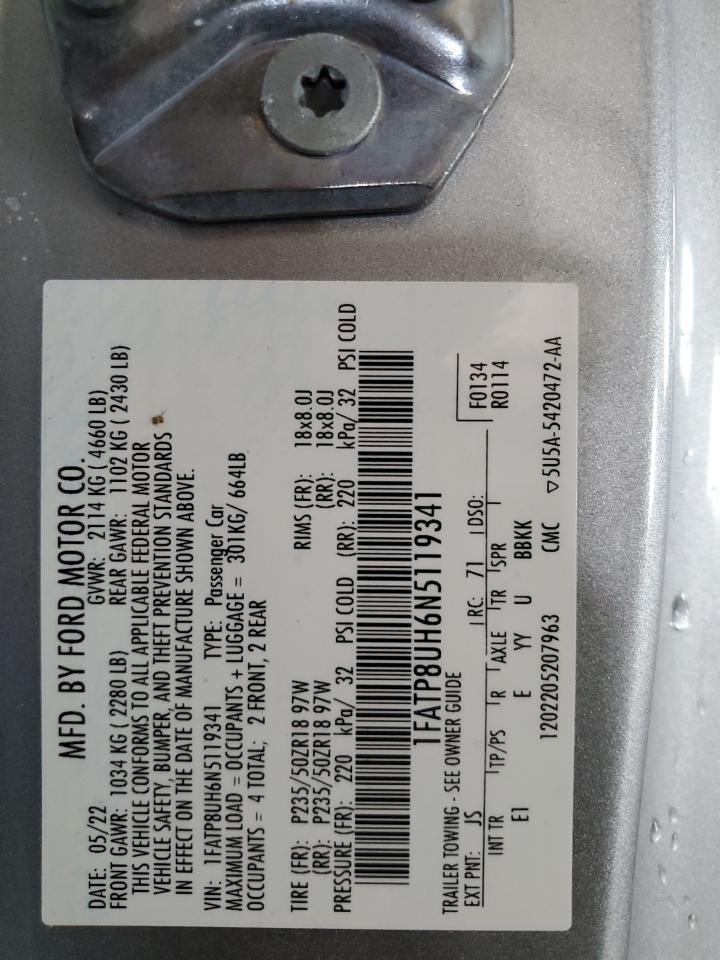 MFD. BY FORD MOTOR CO.
DATE: 05/22 GVWR: 2114 KG ( 4660 LB)
FRONT GAWR: 1034 KG ( 2280 LB) REAR GAWR: 1102 KG ( 2430 LB)
THIS VEHICLE CONFORMS TO ALL APPLICABLE FEDERAL MOTOR
VEHICLE SAFETY, BUMPER, AND THEFT PREVENTION STANDARDS
IN EFFECT ON THE DATE OF MANUFACTURE SHOWN ABOVE.
VIN: 1FATP8UH6N5119341 TYPE: Passenger Car
MAXIMUM LOAD = OCCUPANTS + LUGGAGE = 301KG/ 664LB
OCCUPANTS = 4 TOTAL; 2 FRONT, 2 REAR
TIRE (FR): P235/50ZR18 97W RIMS (FR): 18x8.0J
(RR): P235/50ZR18 97W (RR): 18x8.0J
PRESSURE (FR): 220 kPa/ 32 PSI COLD (RR): 220 kPa/ 32 PSI COLD
1FATP8UH6N5119341
TRAILER TOWING - SEE OWNER GUIDE
EXT PNT: JS RC: 71 DSO: F0134
R0114
INT TR TP/PS R AXLE TR SPR
E1 E YY U BBKK
1202205207963 CMC ▽5U5A-5420472-AA